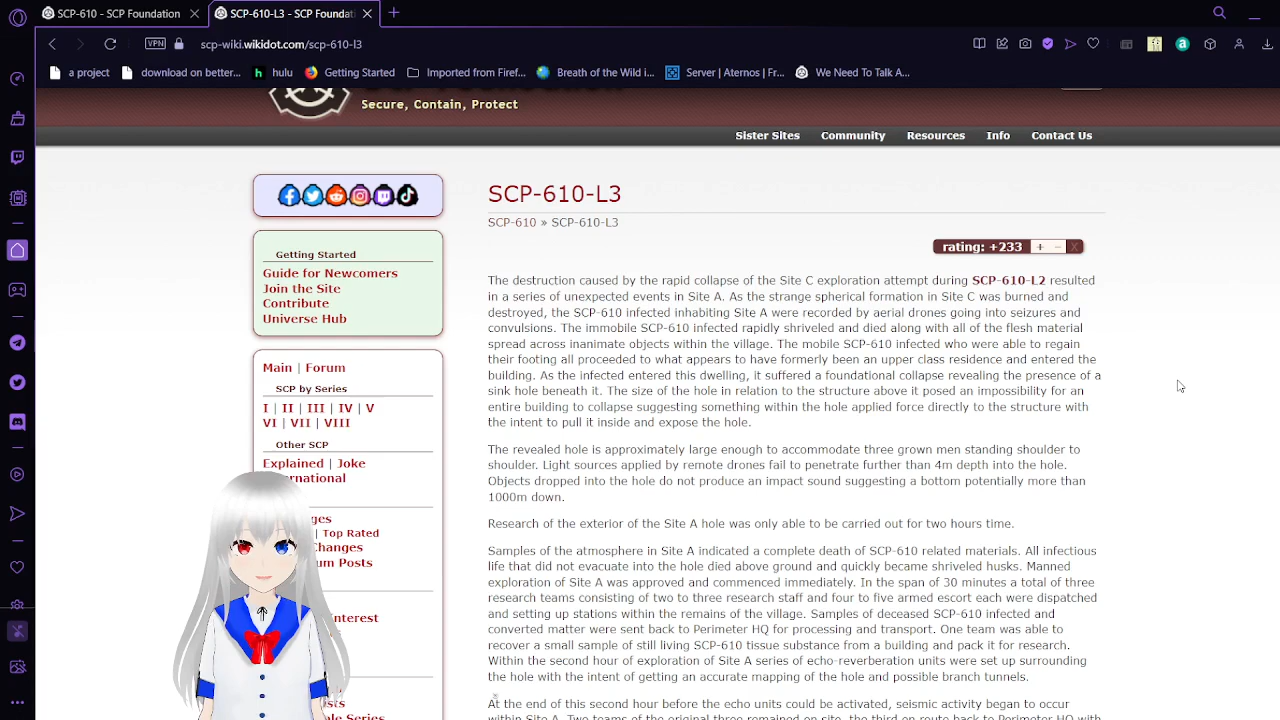 SCP-610 - SCP Foundation
SCP-610-L3 - SCP Foundati
VPN
scp-wiki.wikidot.com/scp-610-l3
a project
download on better...
hulu
Getting Started
Imported from Firef...
Breath of the Wild i...
Server | Aternos | Fr...
We Need To Talk A...
Secure, Contain, Protect
Sister Sites
Community
Resources
Info
Contact Us
Getting Started
Guide for Newcomers
Join the Site
Contribute
Universe Hub
Main | Forum
SCP by Series
I | II | III | IV | V
VI | VII | VIII
Other SCP
Explained | Joke
ernational
ges
| Top Rated
Changes
um Posts
nterest
sts
le Series
SCP-610-L3
SCP-610 » SCP-610-L3
rating: +233 + − X
The destruction caused by the rapid collapse of the Site C exploration attempt during SCP-610-L2 resulted
in a series of unexpected events in Site A. As the strange spherical formation in Site C was burned and
destroyed, the SCP-610 infected inhabiting Site A were recorded by aerial drones going into seizures and
convulsions. The immobile SCP-610 infected rapidly shriveled and died along with all of the flesh material
spread across inanimate objects within the village. The mobile SCP-610 infected who were able to regain
their footing all proceeded to what appears to have formerly been an upper class residence and entered the
building. As the infected entered this dwelling, it suffered a foundational collapse revealing the presence of a
sink hole beneath it. The size of the hole in relation to the structure above it posed an impossibility for an
entire building to collapse suggesting something within the hole applied force directly to the structure with
the intent to pull it inside and expose the hole.
The revealed hole is approximately large enough to accommodate three grown men standing shoulder to
shoulder. Light sources applied by remote drones fail to penetrate further than 4m depth into the hole.
Objects dropped into the hole do not produce an impact sound suggesting a bottom potentially more than
1000m down.
Research of the exterior of the Site A hole was only able to be carried out for two hours time.
Samples of the atmosphere in Site A indicated a complete death of SCP-610 related materials. All infectious
life that did not evacuate into the hole died above ground and quickly became shriveled husks. Manned
exploration of Site A was approved and commenced immediately. In the span of 30 minutes a total of three
research teams consisting of two to three research staff and four to five armed escort each were dispatched
and setting up stations within the remains of the village. Samples of deceased SCP-610 infected and
converted matter were sent back to Perimeter HQ for processing and transport. One team was able to
recover a small sample of still living SCP-610 tissue substance from a building and pack it for research.
Within the second hour of exploration of Site A series of echo-reverberation units were set up surrounding
the hole with the intent of getting an accurate mapping of the hole and possible branch tunnels.
At the end of this second hour before the echo units could be activated, seismic activity began to occur
within Site A. Two teams of the original three remained on site, the third en route back to Perimeter HQ with